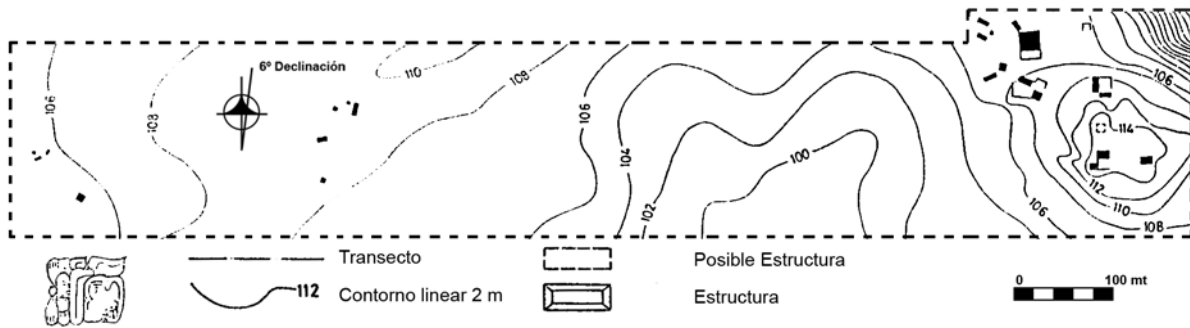 6º Declinación
106
108
110
108
106
104
102
100
106
114
112
110
108
106
Transecto
Posible Estructura
112
Contorno linear 2 m
Estructura
0
100 mt